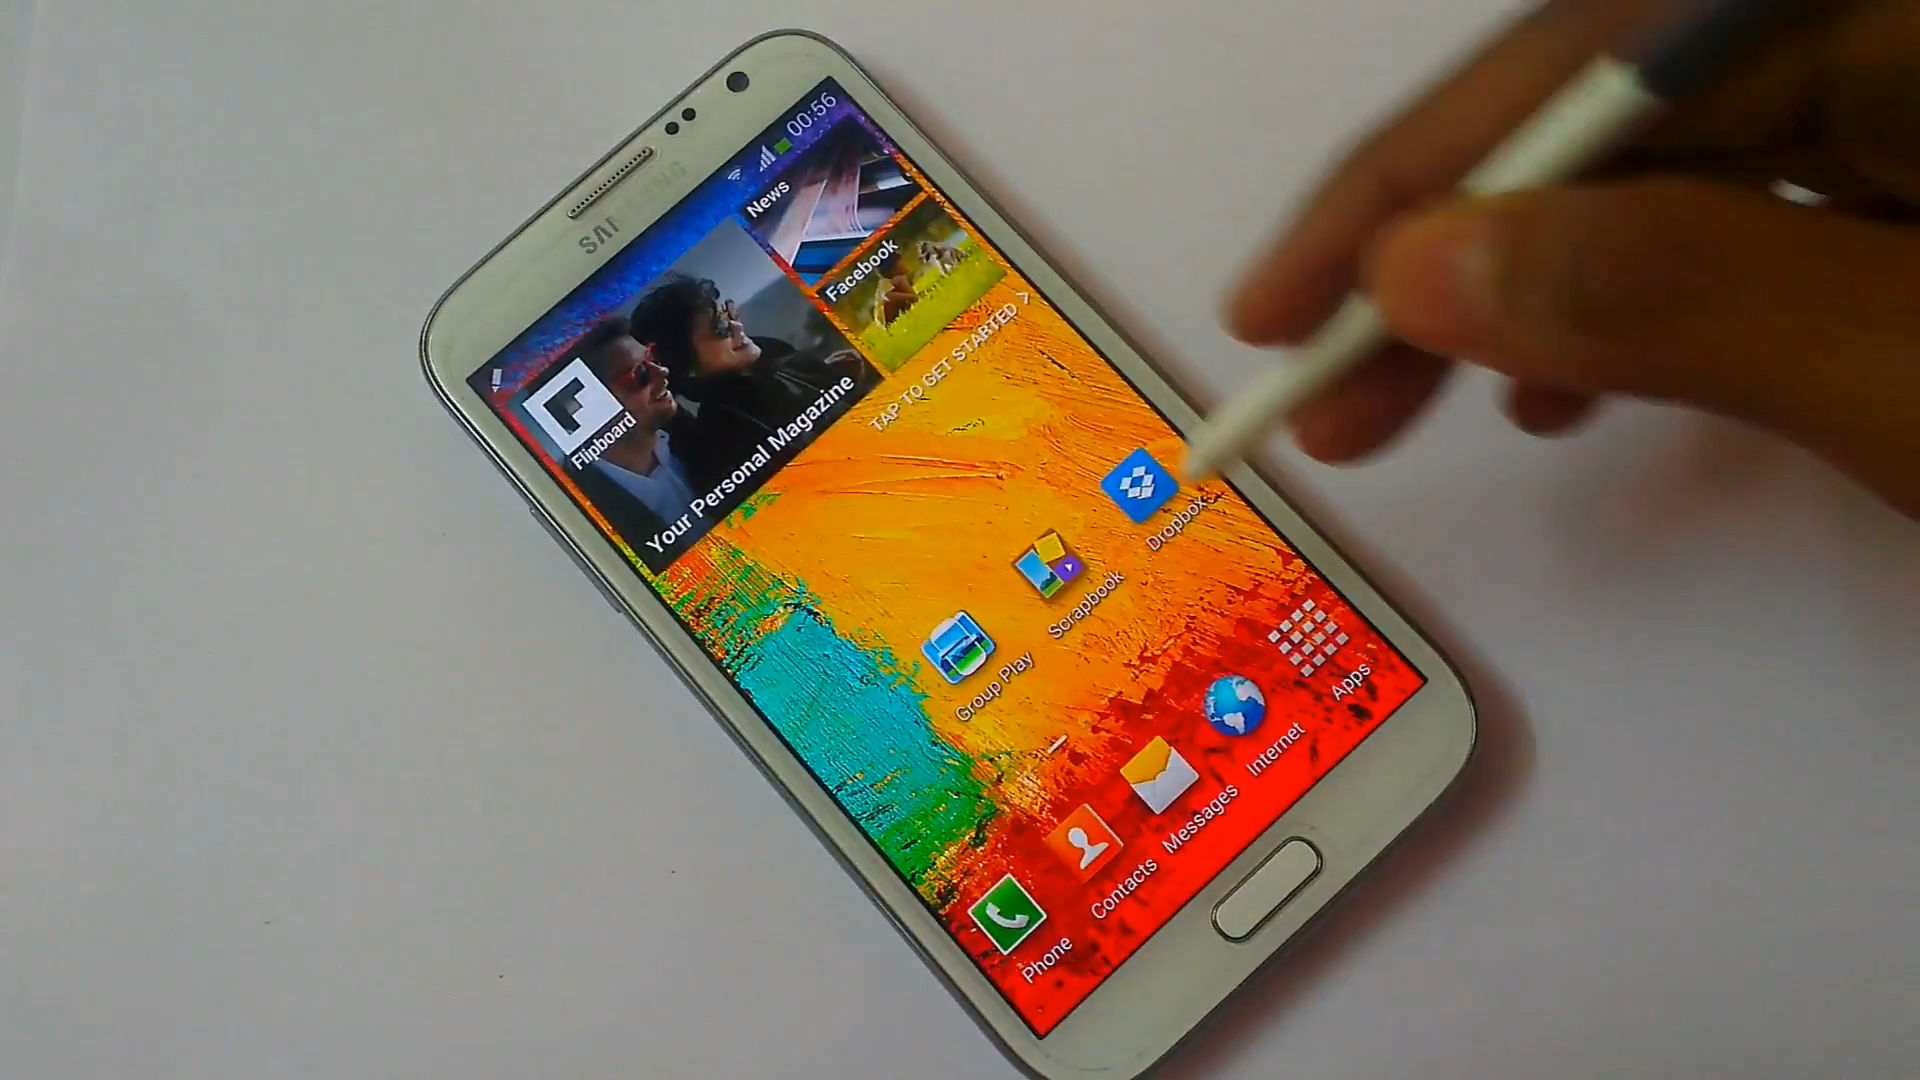 SAMSUNG
00:56
News
Facebook
Flipboard
Your Personal Magazine
TAP TO GET STARTED >
Dropbox
Scrapbook
Group Play
Apps
Internet
Messages
Contacts
Phone